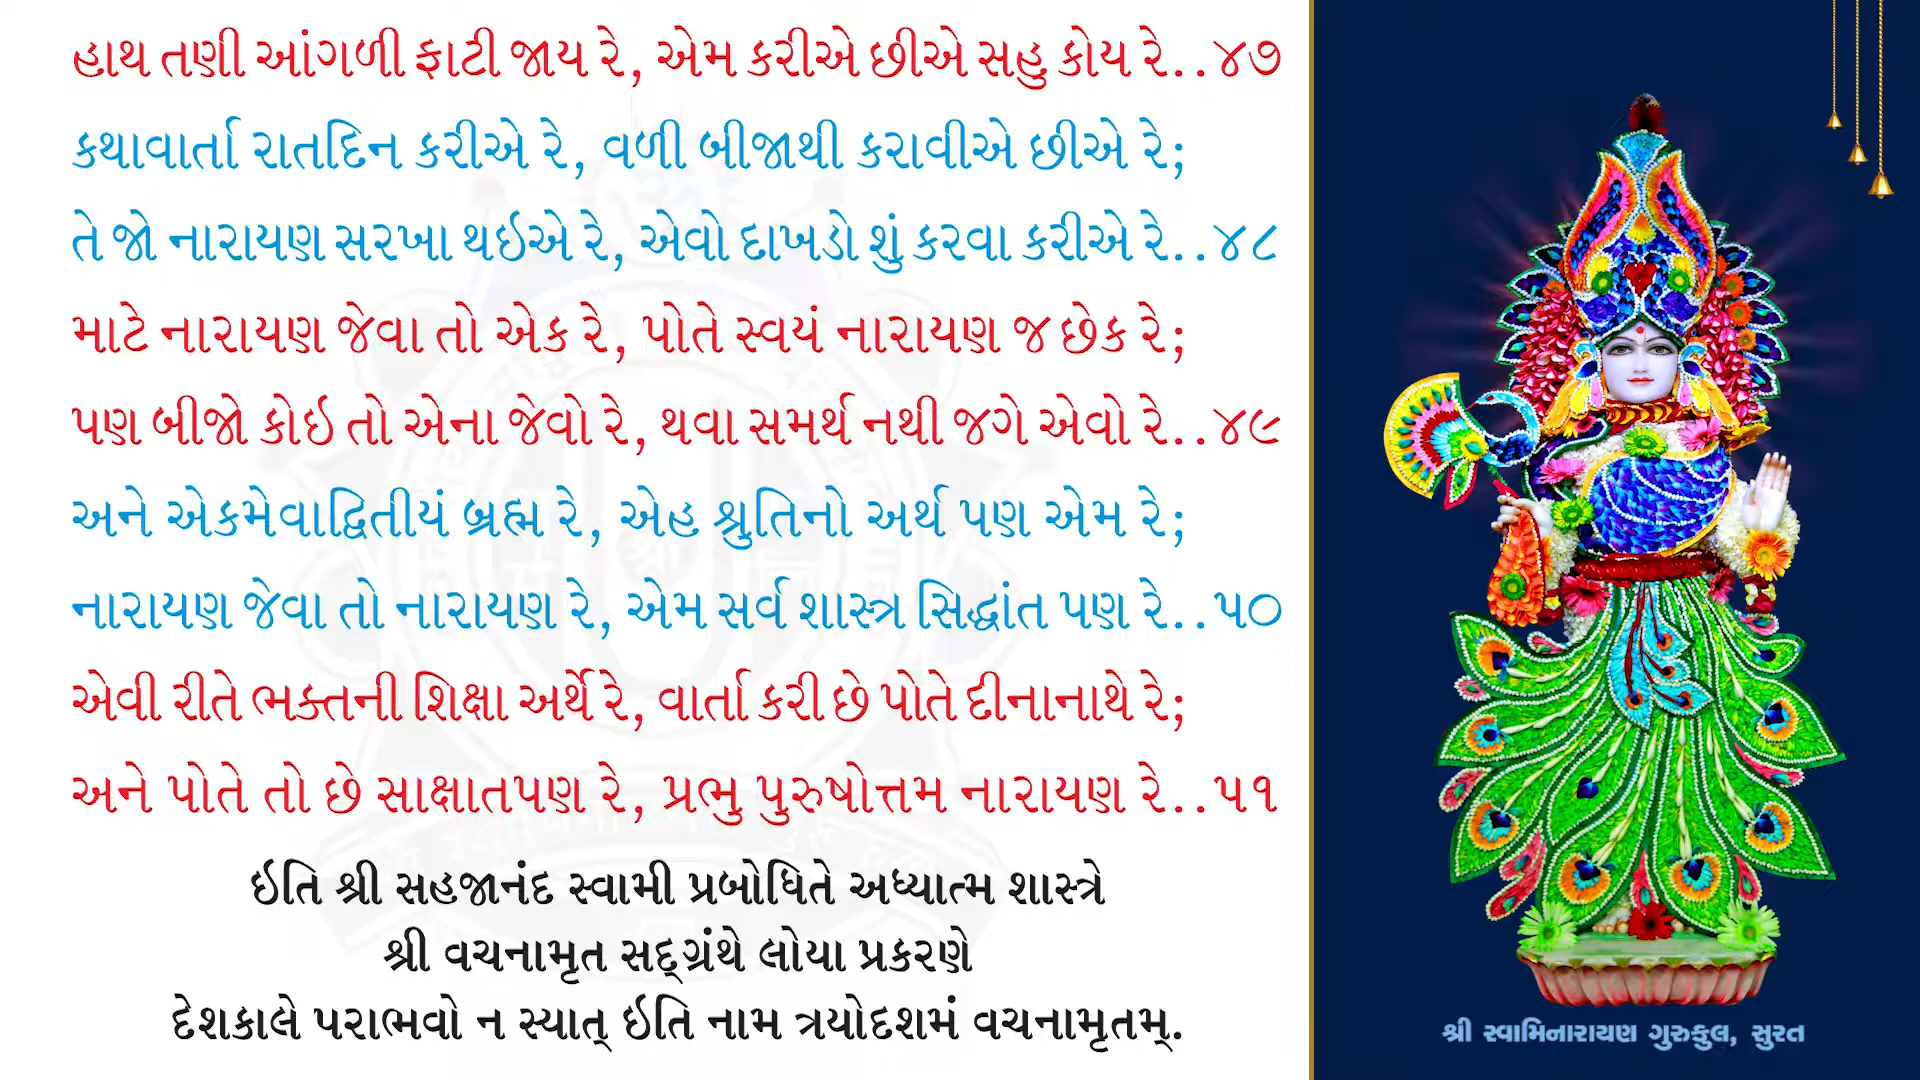 હાથ તણી આંગળી ફાટી જાય રે, એમ કરીએ છીએ સહુ કોય રે..૪૭
કથાવાર્તા રાતદિન કરીએ રે, વળી બીજાથી કરાવીએ છીએ રે;
તે જો નારાયણ સરખા થઇએ રે, એવો દાખડો શું કરવા કરીએ રે..૪૮
માટે નારાયણ જેવા તો એક રે, પોતે સ્વયં નારાયણ જ છેક રે;
પણ બીજો કોઇ તો એના જેવો રે, થવા સમર્થ નથી જગે એવો રે..૪૯
અને એકમેવાદ્વિતીયં બ્રહ્મ રે, એહ શ્રુતિનો અર્થ પણ એમ રે;
નારાયણ જેવા તો નારાયણ રે, એમ સર્વ શાસ્ત્ર સિદ્ધાંત પણ રે..૫૦
એવી રીતે ભક્તની શિક્ષા અર્થે રે, વાર્તા કરી છે પોતે દીનાનાથે રે;
અને પોતે તો છે સાક્ષાતપણ રે, પ્રભુ પુરુષોત્તમ નારાયણ રે..૫૧
ઇતિ શ્રી સહજાનંદ સ્વામી પ્રબોધિતે અધ્યાત્મ શાસ્ત્રે
શ્રી વચનામૃત સદ્‌ગ્રંથે લોયા પ્રકરણે
દેશકાલે પરાભવો ન સ્યાત્ ઇતિ નામ ત્રયોદશમં વચનામૃતમ્.
શ્રી સ્વામિનારાયણ ગુરુકુલ, સુરત